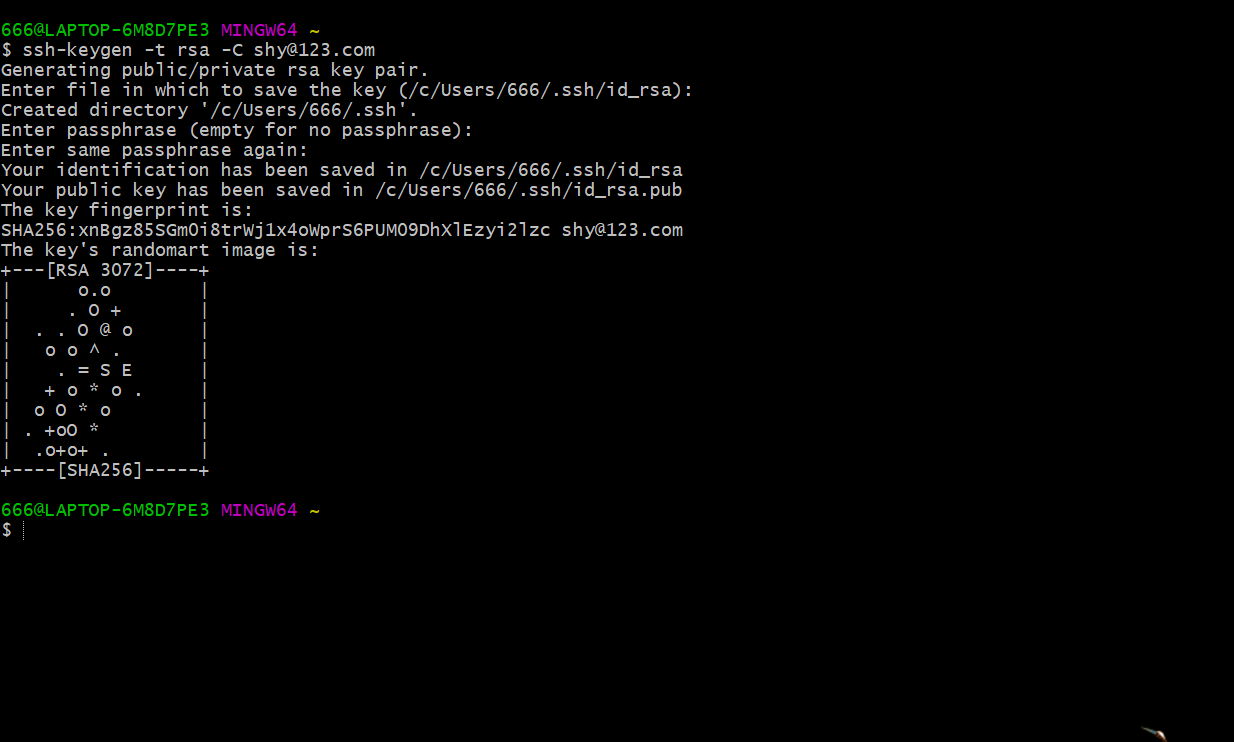 666@LAPTOP-6M8D7PE3 MINGW64 ~
$ ssh-keygen -t rsa -C shy@123.com
Generating public/private rsa key pair.
Enter file in which to save the key (/c/Users/666/.ssh/id_rsa):
Created directory '/c/Users/666/.ssh'.
Enter passphrase (empty for no passphrase):
Enter same passphrase again:
Your identification has been saved in /c/Users/666/.ssh/id_rsa
Your public key has been saved in /c/Users/666/.ssh/id_rsa.pub
The key fingerprint is:
SHA256:xnBgz85SGmOi8trWj1x4oWprS6PUMO9DhXlEzyi2lzc shy@123.com
The key's randomart image is:
+---[RSA 3072]----+
|      o.o        |
|     . O +       |
|  . . O @ o      |
|   o o ^ .       |
|    . = S E      |
|   + o * o .     |
|  o O * o        |
| . +oO *         |
|  .o+o+ .        |
+----[SHA256]-----+
666@LAPTOP-6M8D7PE3 MINGW64 ~
$